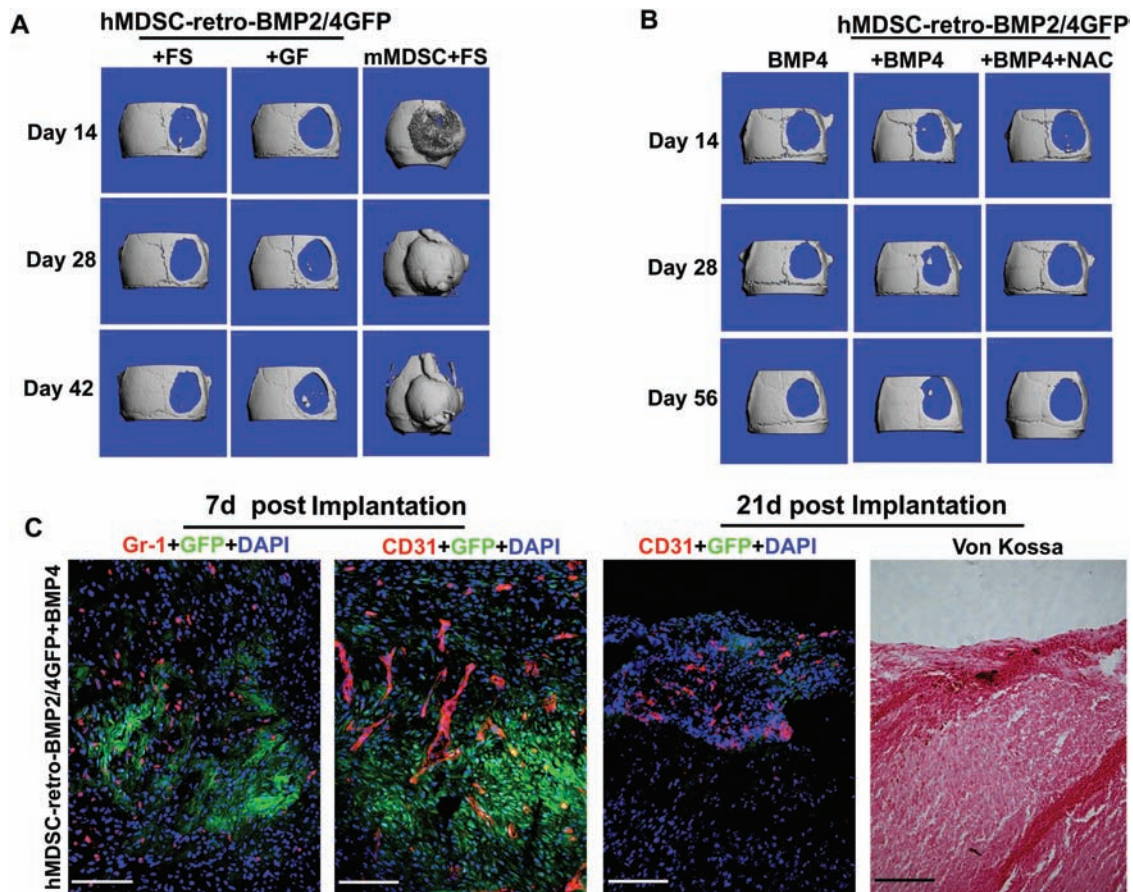 A
hMDSC-retro-BMP2/4GFP
+FS +GF mMDSC+FS
Day 14
Day 28
Day 42
B
hMDSC-retro-BMP2/4GFP
BMP4 +BMP4 +BMP4+NAC
Day 14
Day 28
Day 56
C
7d post Implantation
21d post Implantation
Gr-1+GFP+DAPI
CD31+GFP+DAPI
CD31+GFP+DAPI
Von Kossa
hMDSC-retro-BMP2/4GFP+BMP4